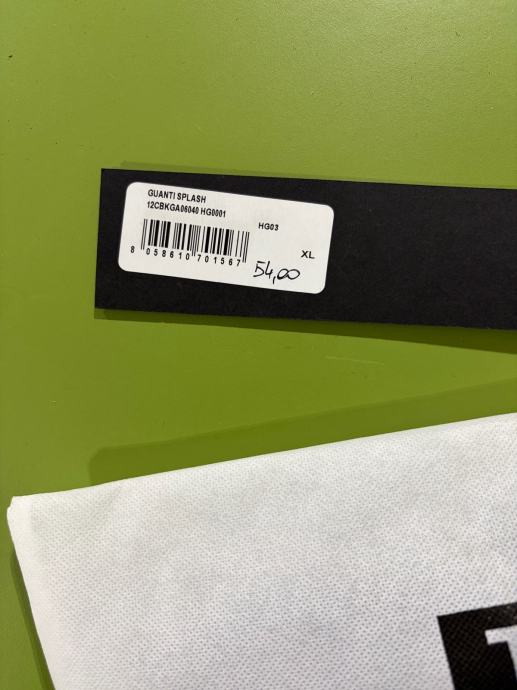 GUANTI SPLASH
12CBKGA06040 HG0001
HG03
XL
8 058610 701567
54,00